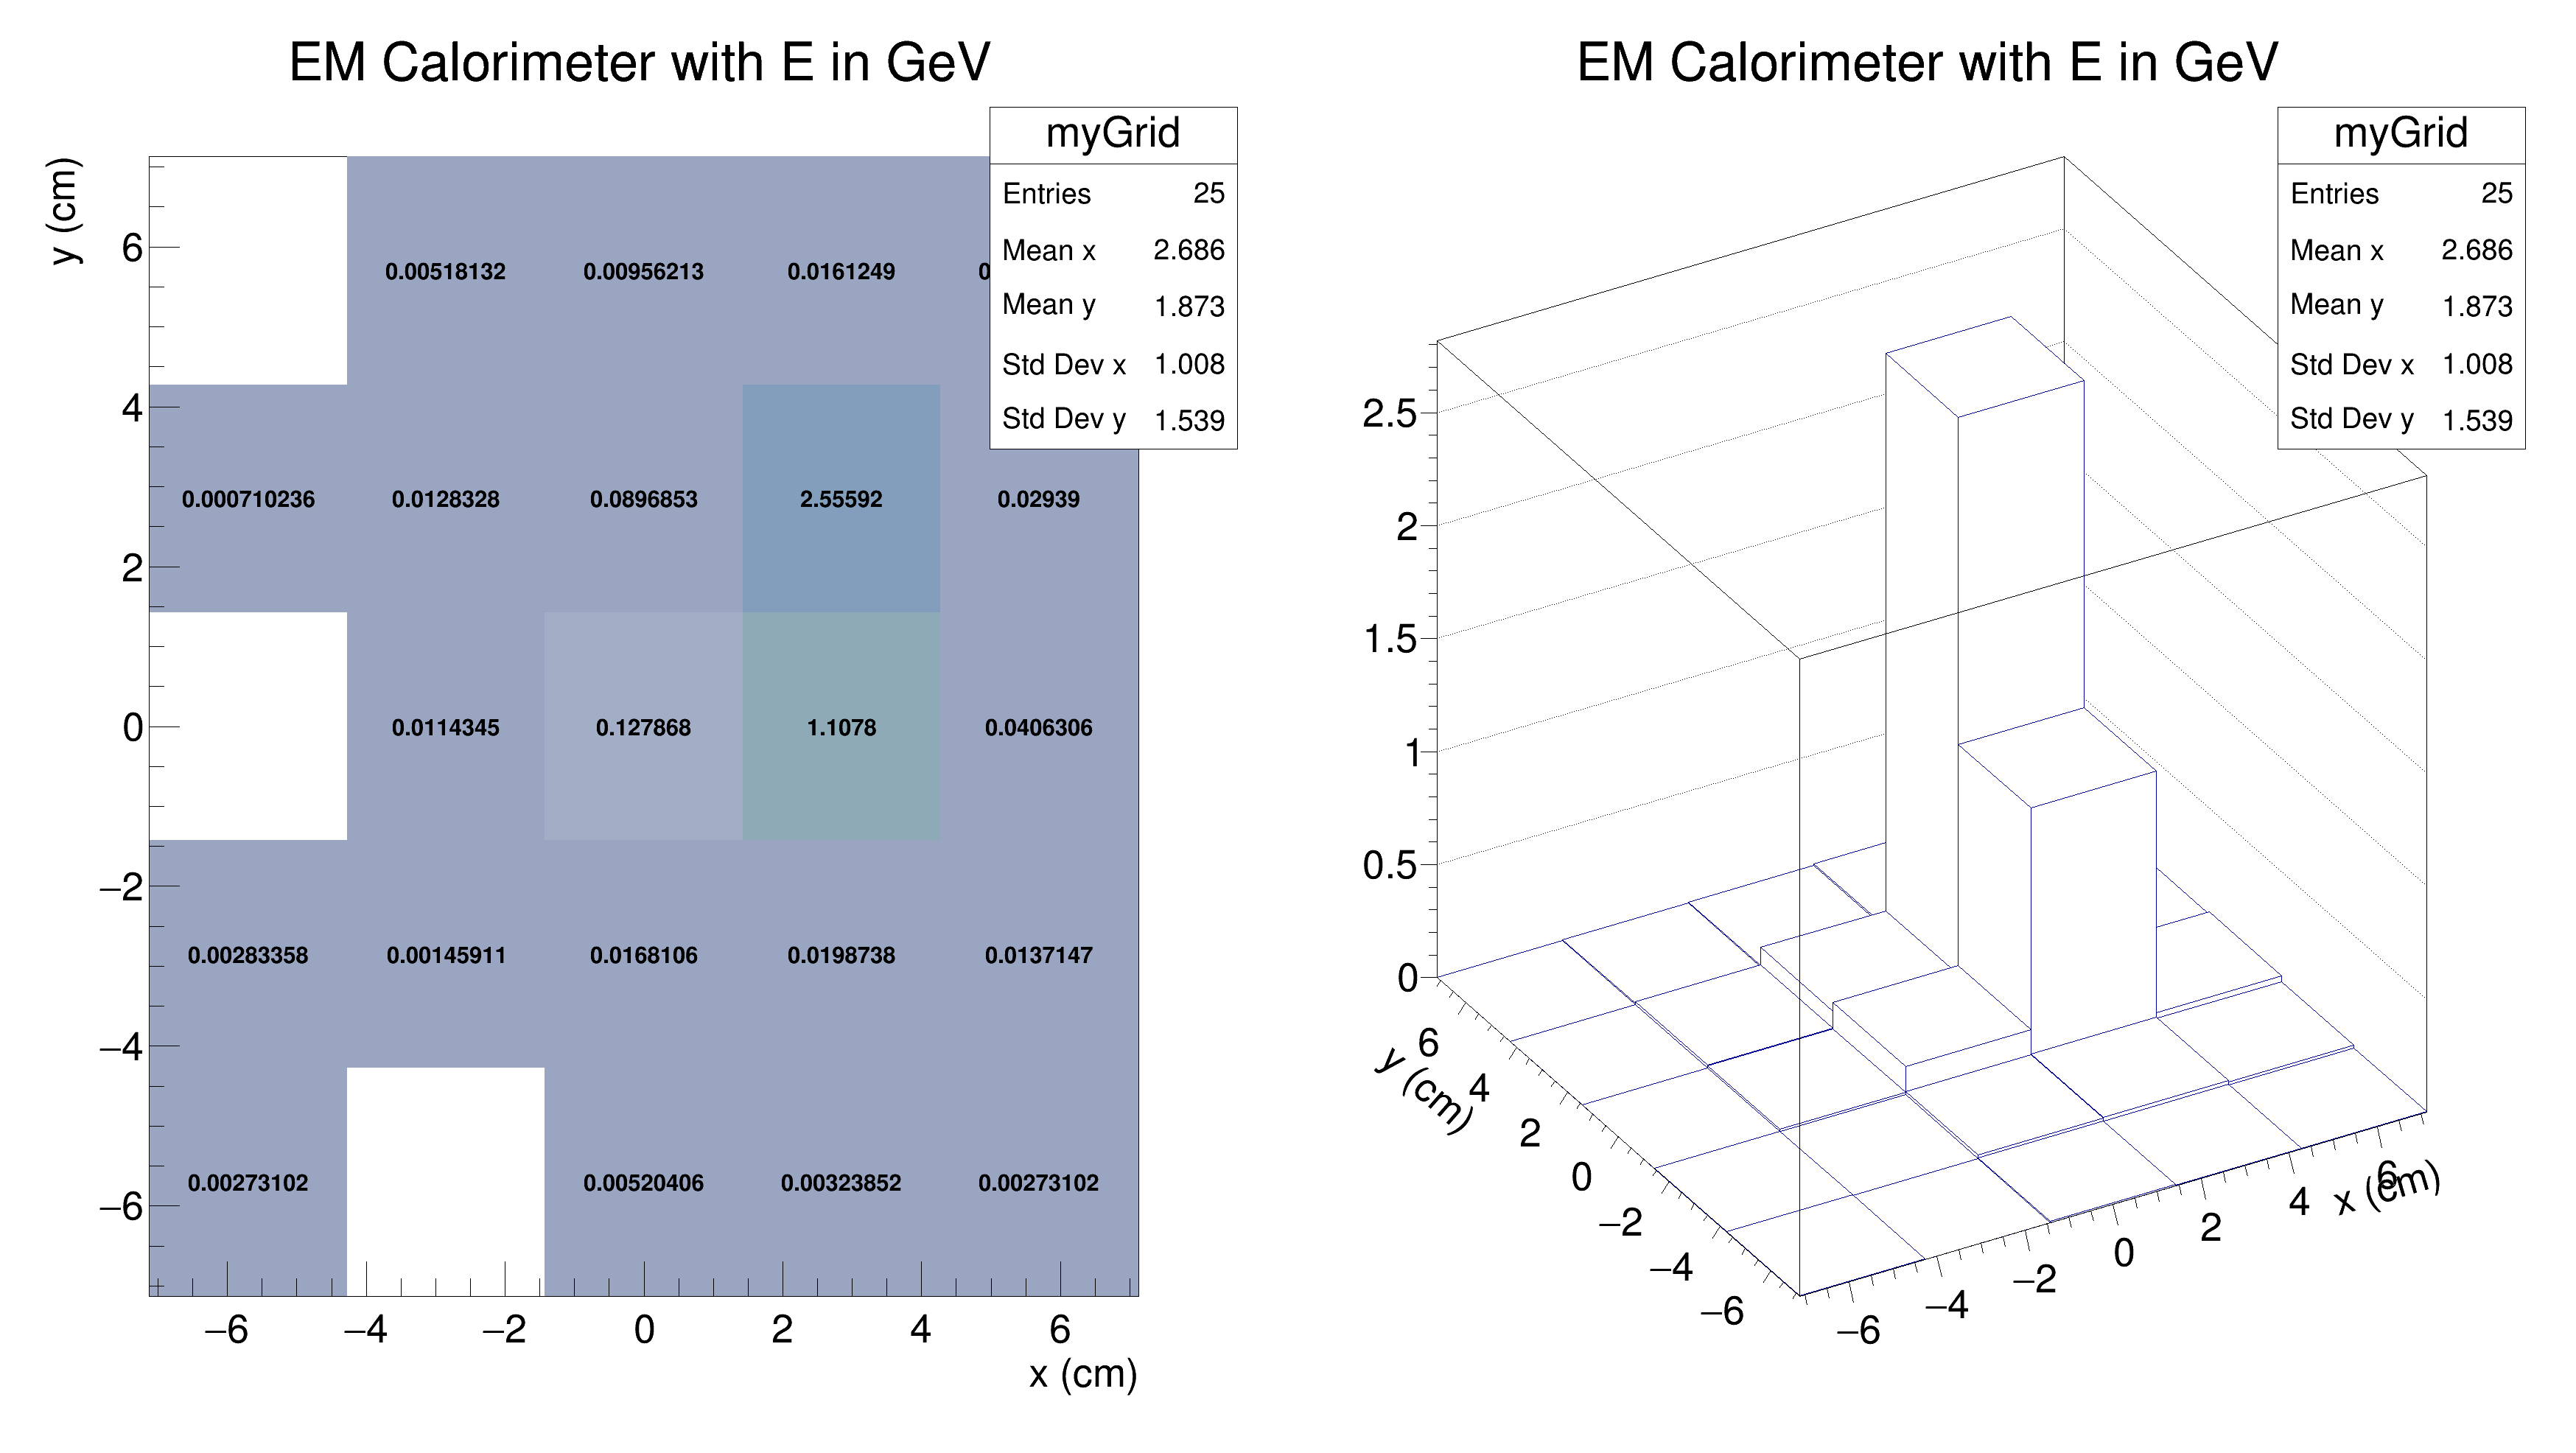 EM Calorimeter with E in GeV
myGrid
Entries 25
Mean x 2.686
Mean y 1.873
Std Dev x 1.008
Std Dev y 1.539
y (cm)
6
4
2
0
−2
−4
−6
0.00518132 0.00956213 0.0161249
0.000710236 0.0128328 0.0896853 2.55592 0.02939
0.0114345 0.127868 1.1078 0.0406306
0.00283358 0.00145911 0.0168106 0.0198738 0.0137147
0.00273102 0.00520406 0.00323852 0.00273102
−6 −4 −2 0 2 4 6
x (cm)
EM Calorimeter with E in GeV
myGrid
Entries 25
Mean x 2.686
Mean y 1.873
Std Dev x 1.008
Std Dev y 1.539
2.5
2
1.5
1
0.5
0
y (cm)
6
4
2
0
−2
−4
−6
−6 −4 −2 0 2 4 6
x (cm)